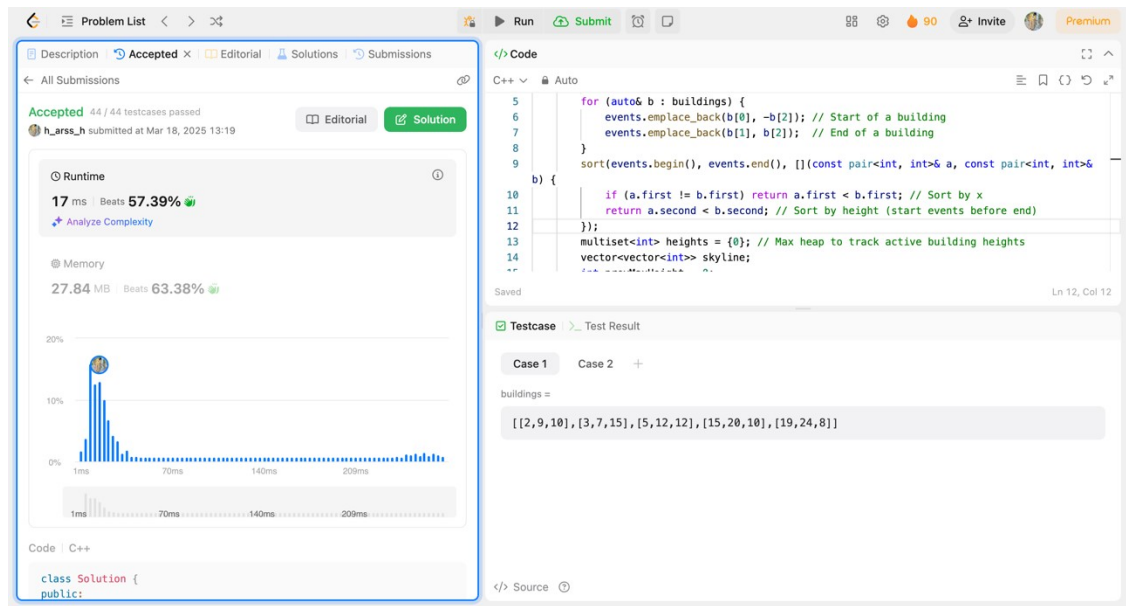 Problem List
Run
Submit
90
Invite
Premium
Description
Accepted
Editorial
Solutions
Submissions
All Submissions
Accepted 44 / 44 testcases passed
h_arss_h submitted at Mar 18, 2025 13:19
Editorial
Solution
Runtime
17 ms Beats 57.39%
Analyze Complexity
Memory
27.84 MB Beats 63.38%
20%
10%
0%
1ms 70ms 140ms 209ms
1ms 70ms 140ms 209ms
Code C++
class Solution {
public:
</> Code
C++ Auto
5 for (auto& b : buildings) {
6 events.emplace_back(b[0], -b[2]); // Start of a building
7 events.emplace_back(b[1], b[2]); // End of a building
8 }
9 sort(events.begin(), events.end(), [](const pair<int, int>& a, const pair<int, int>&
b) {
10 if (a.first != b.first) return a.first < b.first; // Sort by x
11 return a.second < b.second; // Sort by height (start events before end)
12 });
13 multiset<int> heights = {0}; // Max heap to track active building heights
14 vector<vector<int>> skyline;
Saved
Ln 12, Col 12
Testcase
>_ Test Result
Case 1
Case 2
+
buildings =
[[2,9,10],[3,7,15],[5,12,12],[15,20,10],[19,24,8]]
</> Source